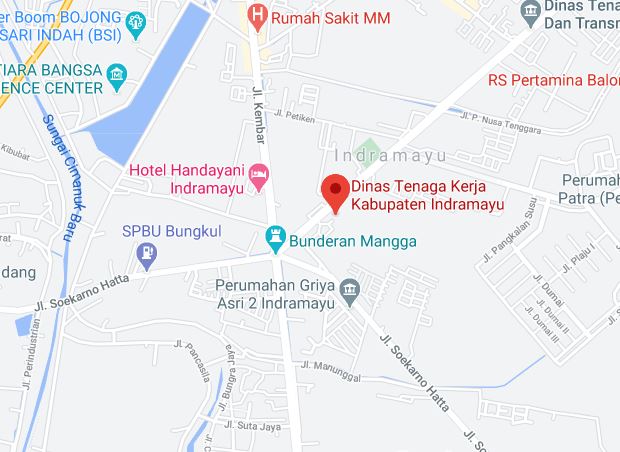 er Boom BOJONG
SARI INDAH (BSI)
Rumah Sakit MM
Dinas Tena
Dan Transm
TIARA BANGSA
ENCE CENTER
RS Pertamina Balon
Jl. Kembar
Jl. Petiken
Jl. P. Nusa Tenggara
Sungai Cimanuk Baru
Kibubat
Indramayu
Hotel Handayani
Indramayu
Dinas Tenaga Kerja
Kabupaten Indramayu
Perumah
Patra (Pe
Jl. Pangkalan Susu
SPBU Bungkul
Bunderan Mangga
Jl. Plaju I
dang
Jl. Soekarno Hatta
Perumahan Griya
Asri 2 Indramayu
Jl. Dumai
Jl. Dumai II
Jl. Dumai III
Jl. Perindustrian
Jl. Pancasila
Jl. Bungra Jaya
Jl. Manunggal
Jl. Soekarno Hatta
Jl. Suta Jaya
Jl. So